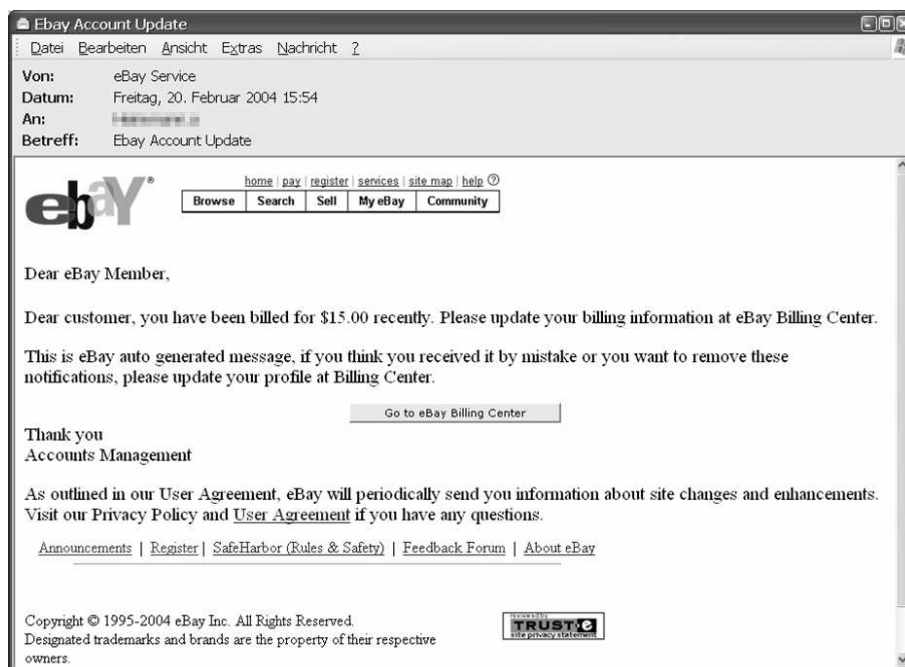 Ebay Account Update
Datei Bearbeiten Ansicht Extras Nachricht ?
Von: eBay Service
Datum: Freitag, 20. Februar 2004 15:54
An:
Betreff: Ebay Account Update
ebaY®
home | pay | register | services | site map | help ?
Browse Search Sell My eBay Community
Dear eBay Member,
Dear customer, you have been billed for $15.00 recently. Please update your billing information at eBay Billing Center.
This is eBay auto generated message, if you think you received it by mistake or you want to remove these
notifications, please update your profile at Billing Center.
Go to eBay Billing Center
Thank you
Accounts Management
As outlined in our User Agreement, eBay will periodically send you information about site changes and enhancements.
Visit our Privacy Policy and User Agreement if you have any questions.
Announcements | Register | SafeHarbor (Rules & Safety) | Feedback Forum | About eBay
Copyright © 1995-2004 eBay Inc. All Rights Reserved.
Designated trademarks and brands are the property of their respective
owners.
reviewed by
TRUST-e
site privacy statement